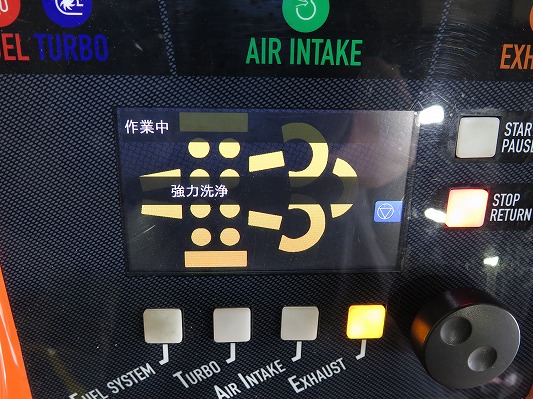 EL TURBO
AIR INTAKE
EXH
作業中
強力洗浄
START
PAUSE
STOP
RETURN
FUEL SYSTEM
TURBO
AIR INTAKE
EXHAUST